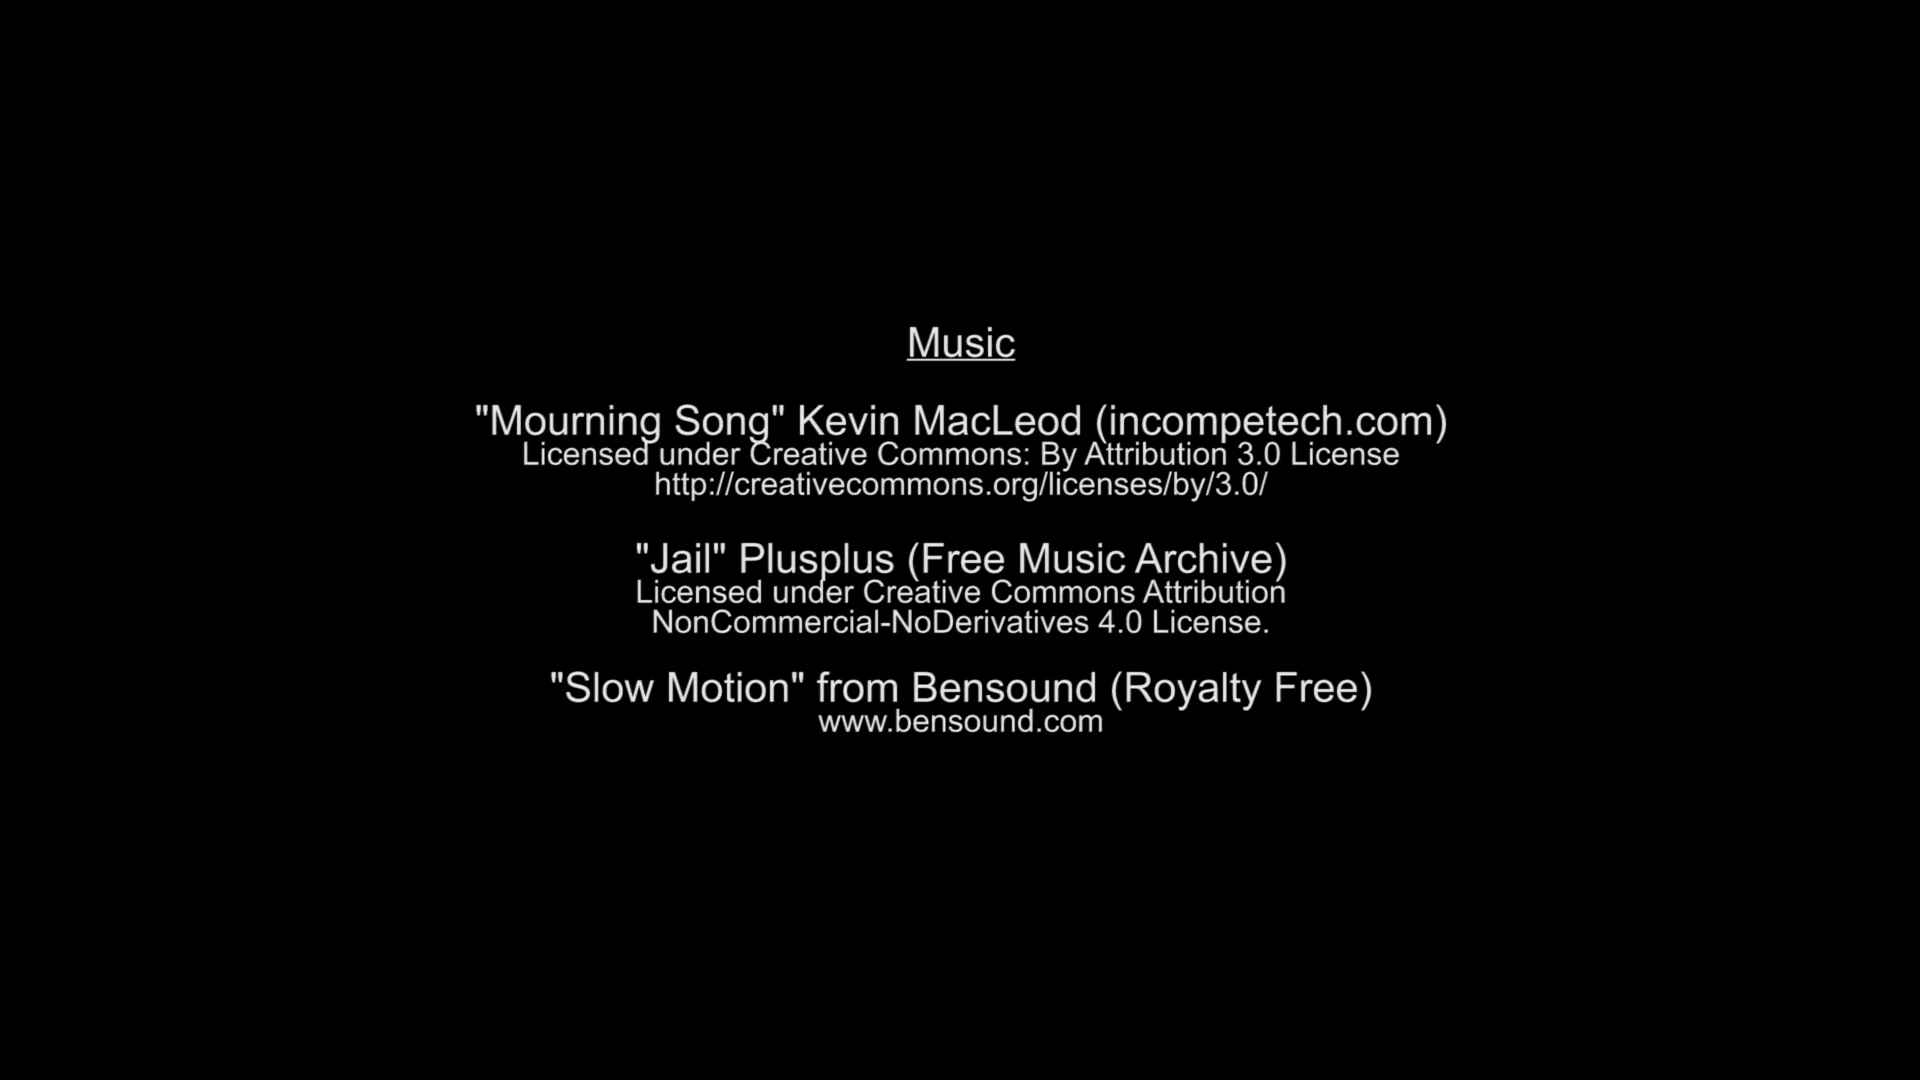 Music
"Mourning Song" Kevin MacLeod (incompetech.com)
Licensed under Creative Commons: By Attribution 3.0 License
http://creativecommons.org/licenses/by/3.0/
"Jail" Plusplus (Free Music Archive)
Licensed under Creative Commons Attribution
NonCommercial-NoDerivatives 4.0 License.
"Slow Motion" from Bensound (Royalty Free)
www.bensound.com